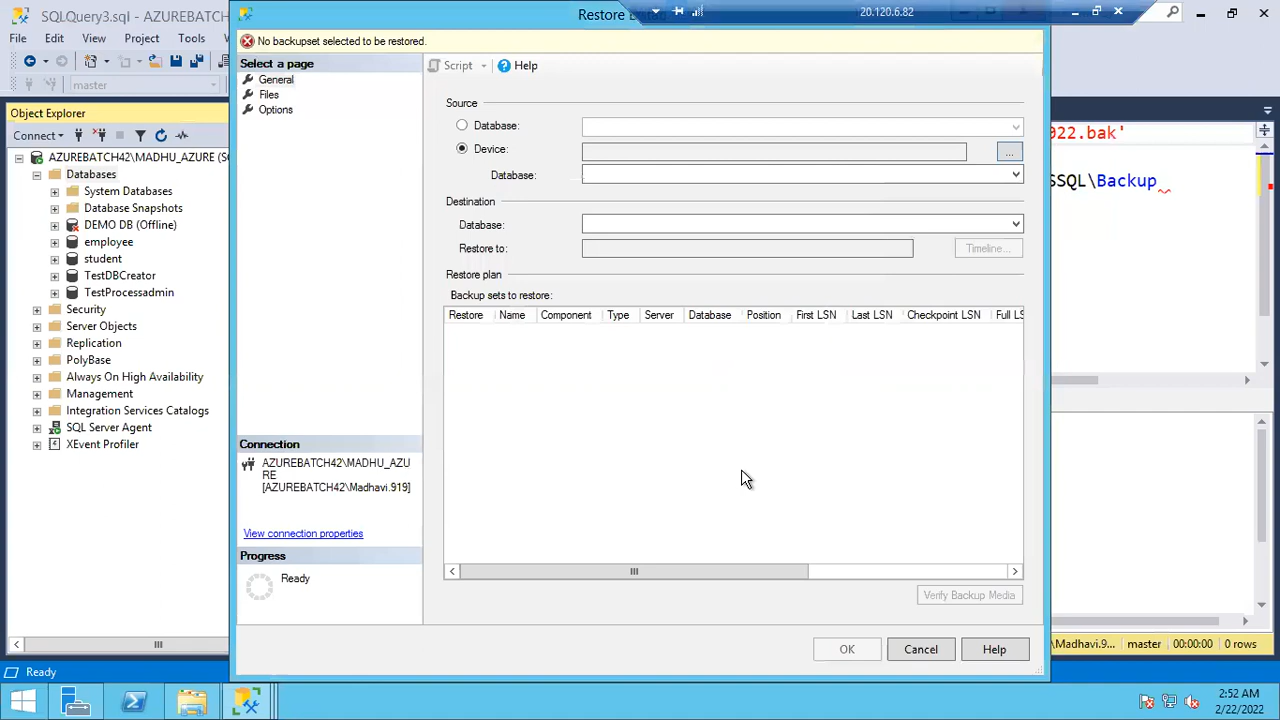 SQLQuery3.sql - AZUREBATCH42
Restore
20.120.6.82
File Edit View Project Tools
No backupset selected to be restored.
Select a page
General
Files
Options
Script
Help
master
Object Explorer
Connect
AZUREBATCH42\MADHU_AZURE (SQ
Databases
System Databases
Database Snapshots
DEMO DB (Offline)
employee
student
TestDBCreator
TestProcessadmin
Security
Server Objects
Replication
PolyBase
Always On High Availability
Management
Integration Services Catalogs
SQL Server Agent
XEvent Profiler
Source
Database:
Device:
...
Database:
Destination
Database:
Restore to:
Timeline...
Restore plan
Backup sets to restore:
Restore Name Component Type Server Database Position First LSN Last LSN Checkpoint LSN Full LS
022.bak'
SSQL\Backup
Connection
AZUREBATCH42\MADHU_AZU
RE
[AZUREBATCH42\Madhavi.919]
View connection properties
Progress
Ready
Verify Backup Media
OK Cancel Help
\Madhavi.9... master 00:00:00 0 rows
Ready
2:52 AM
2/22/2022